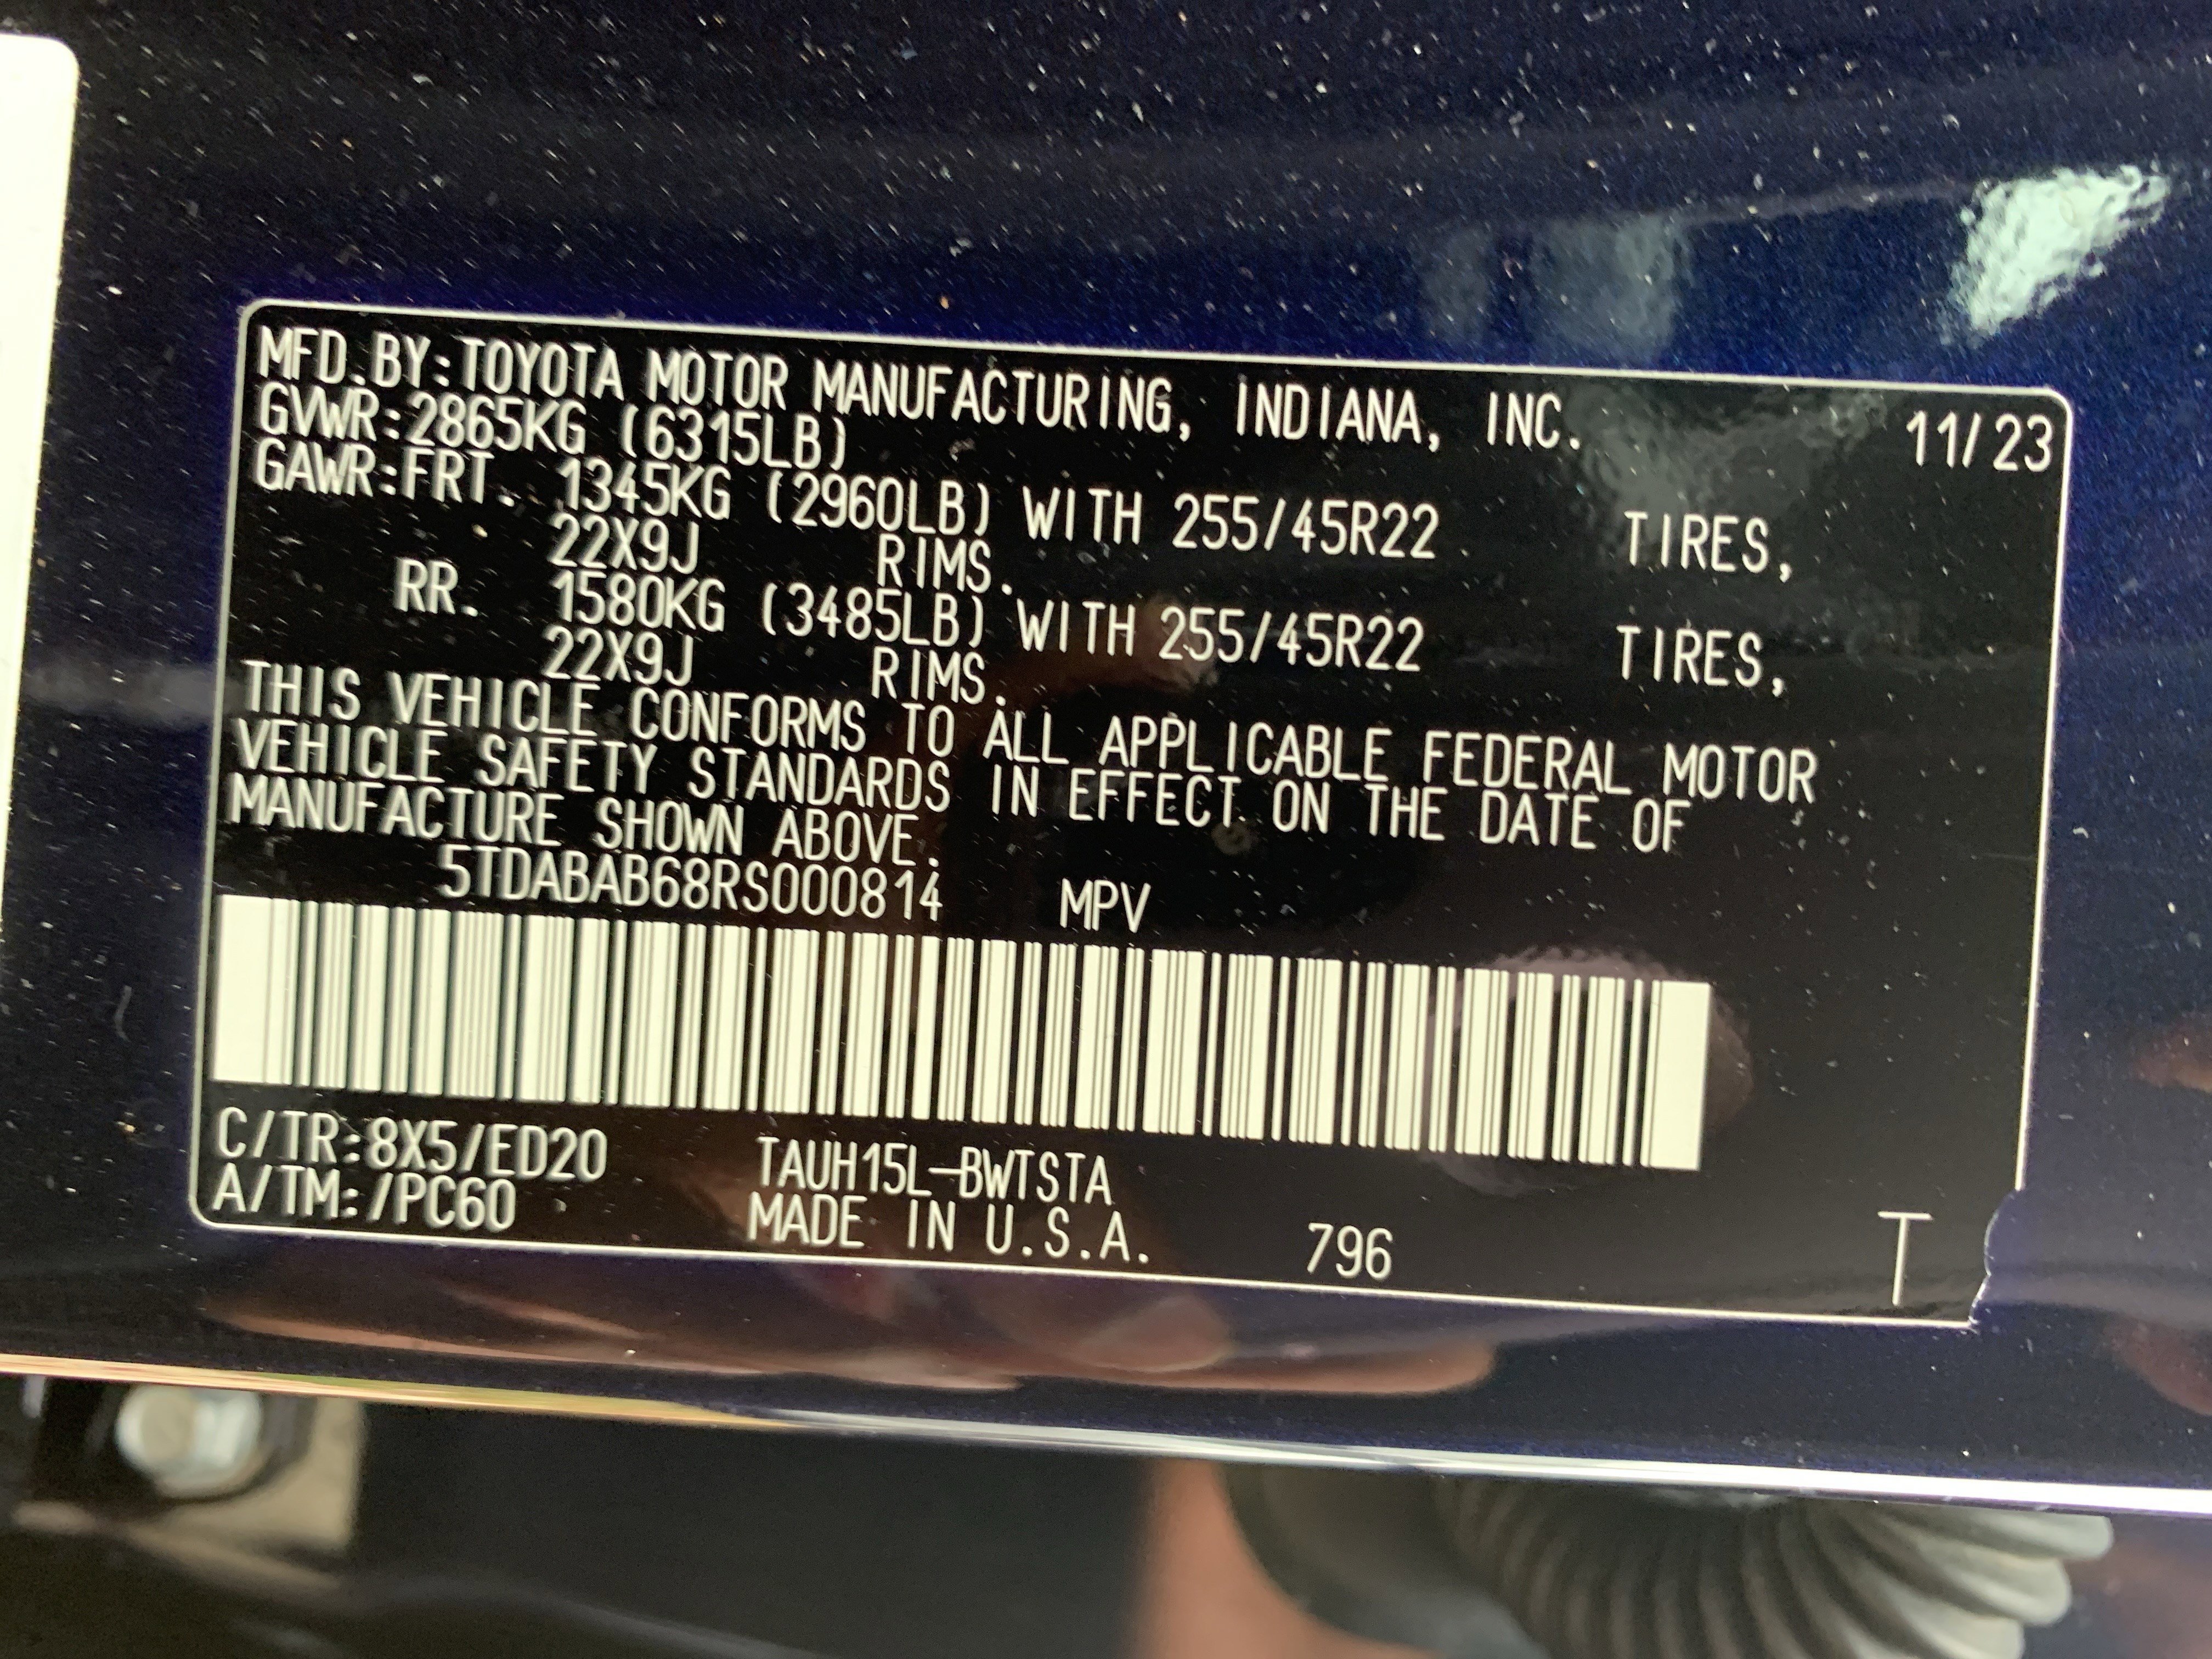 MFD.BY:TOYOTA MOTOR MANUFACTURING, INDIANA, INC. 11/23
GVWR:2865KG (6315LB)
GAWR:FRT. 1345KG (2960LB) WITH 255/45R22 TIRES,
22X9J RIMS.
RR. 1580KG (3485LB) WITH 255/45R22 TIRES,
22X9J RIMS.
THIS VEHICLE CONFORMS TO ALL APPLICABLE FEDERAL MOTOR
VEHICLE SAFETY STANDARDS IN EFFECT ON THE DATE OF
MANUFACTURE SHOWN ABOVE.
5TDABAB68RS000814 MPV
C/TR:8X5/ED20 TAUH15L-BWTSTA
A/TM:/PC60 MADE IN U.S.A. 796 T